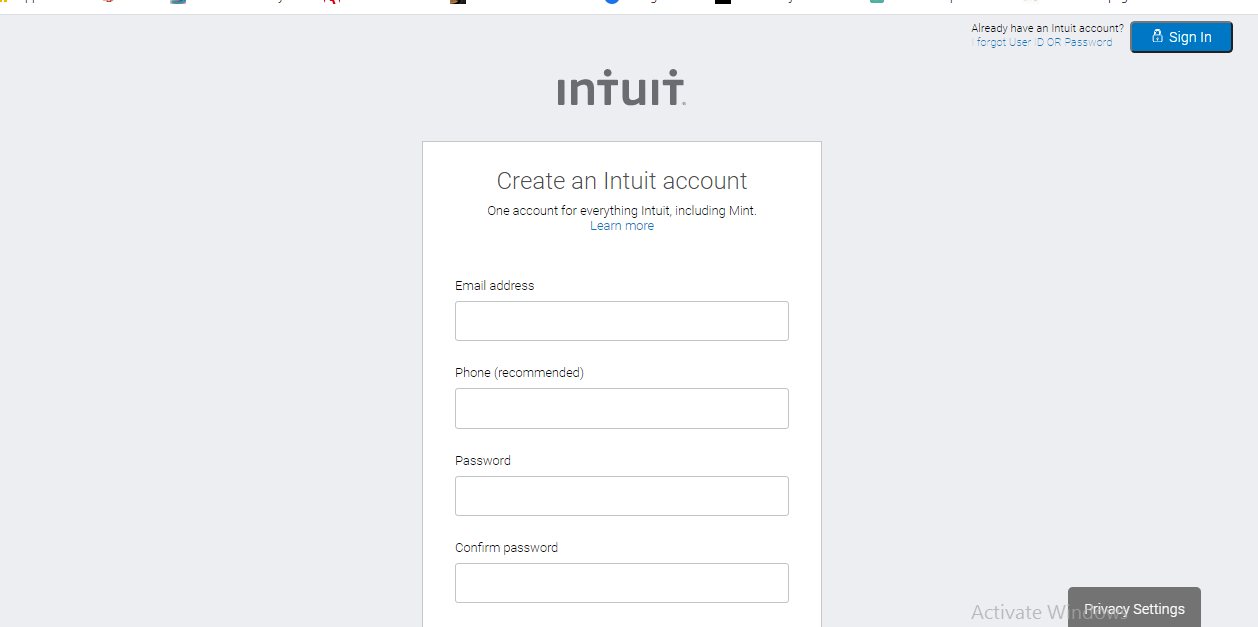 Already have an Intuit account?
I forgot User ID OR Password
Sign In
intuit.
Create an Intuit account
One account for everything Intuit, including Mint.
Learn more
Email address
Phone (recommended)
Password
Confirm password
Activate Windows
Privacy Settings